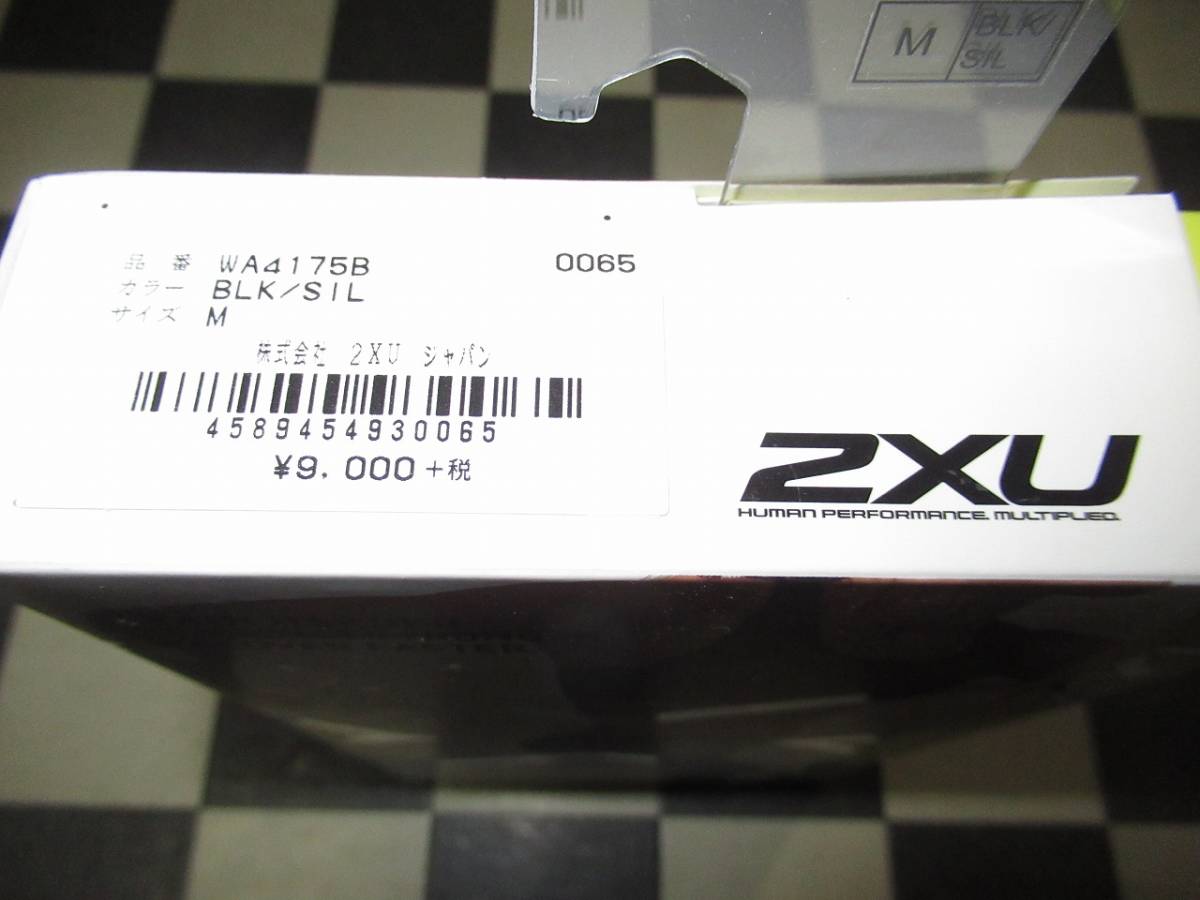 M
BLK/
SIL
品 番 WA4175B 0065
カラー BLK/SIL
サイズ M
株式会社 2XU ジャパン
4589454930065
¥9,000+税
2XU
HUMAN PERFORMANCE. MULTIPLIED.